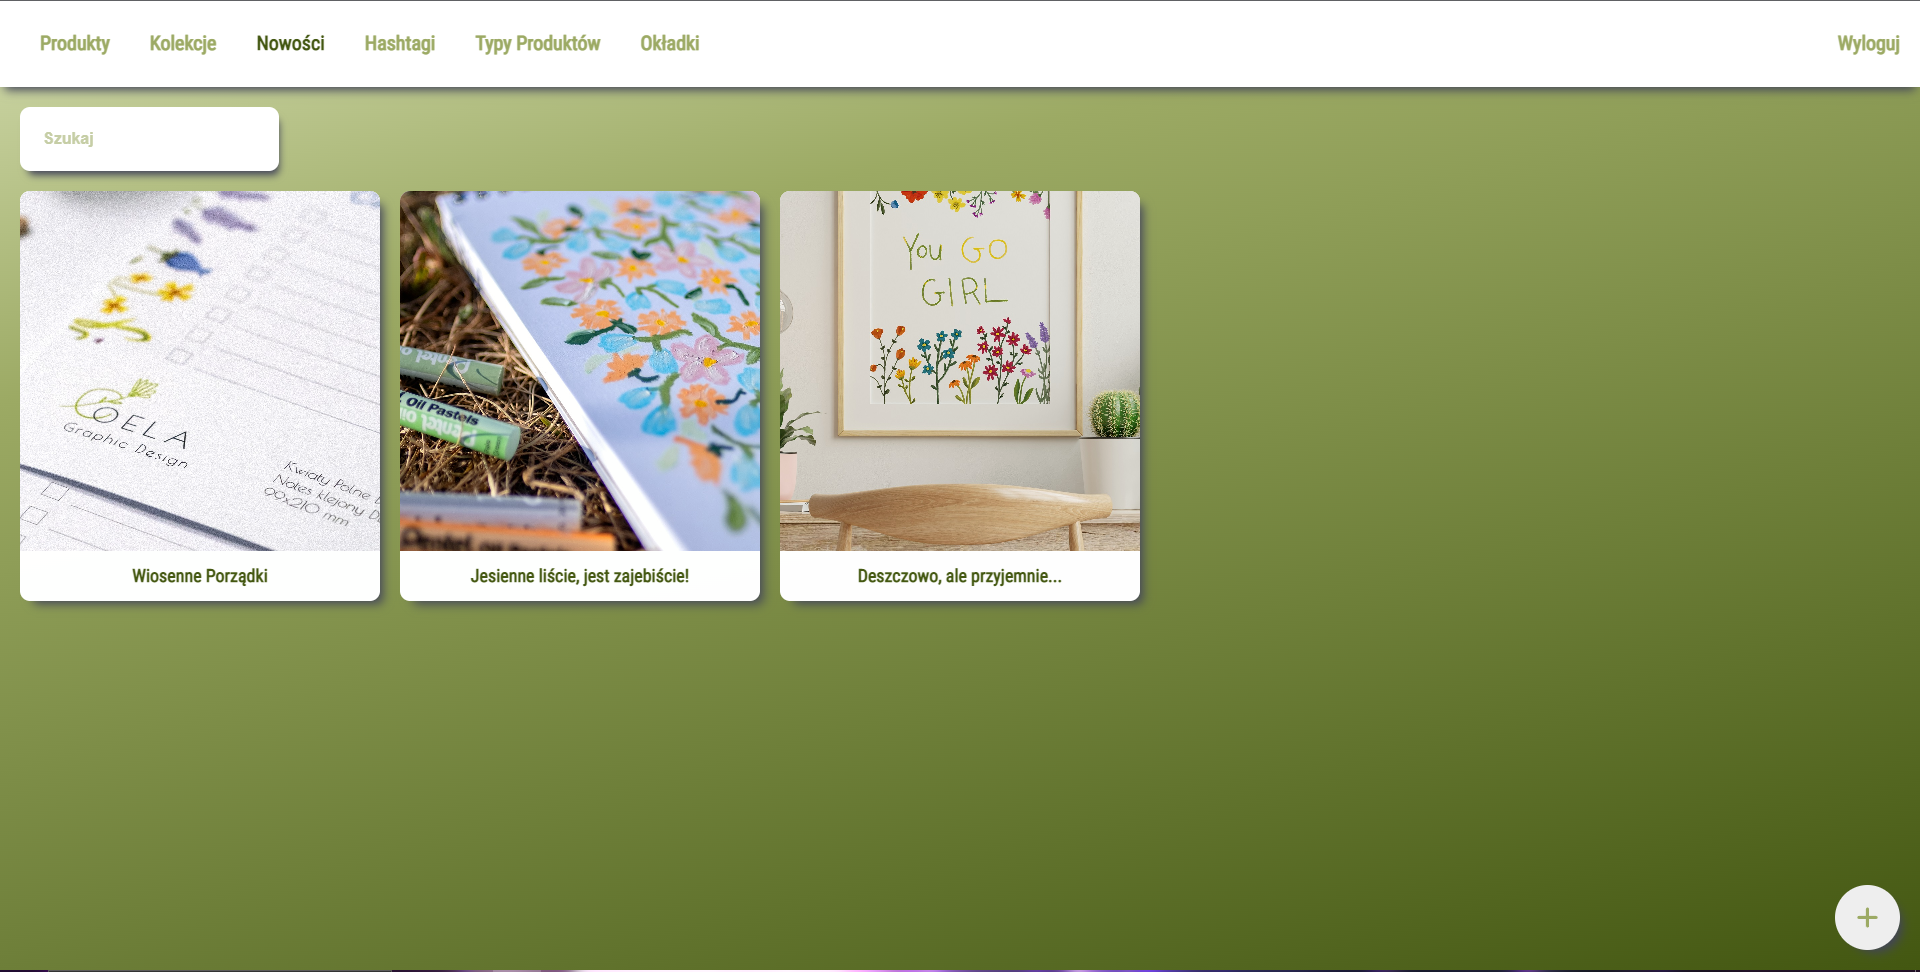 Produkty Kolekcje Nowości Hashtagi Typy Produktów Okładki Wyloguj
Szukaj
OELA
Graphic Design
Kwiaty Polne
Notes klejony
90x210 mm
Oil Pastels
You GO
GIRL
Wiosenne Porządki
Jesienne liście, jest zajebiście!
Deszczowo, ale przyjemnie...
+